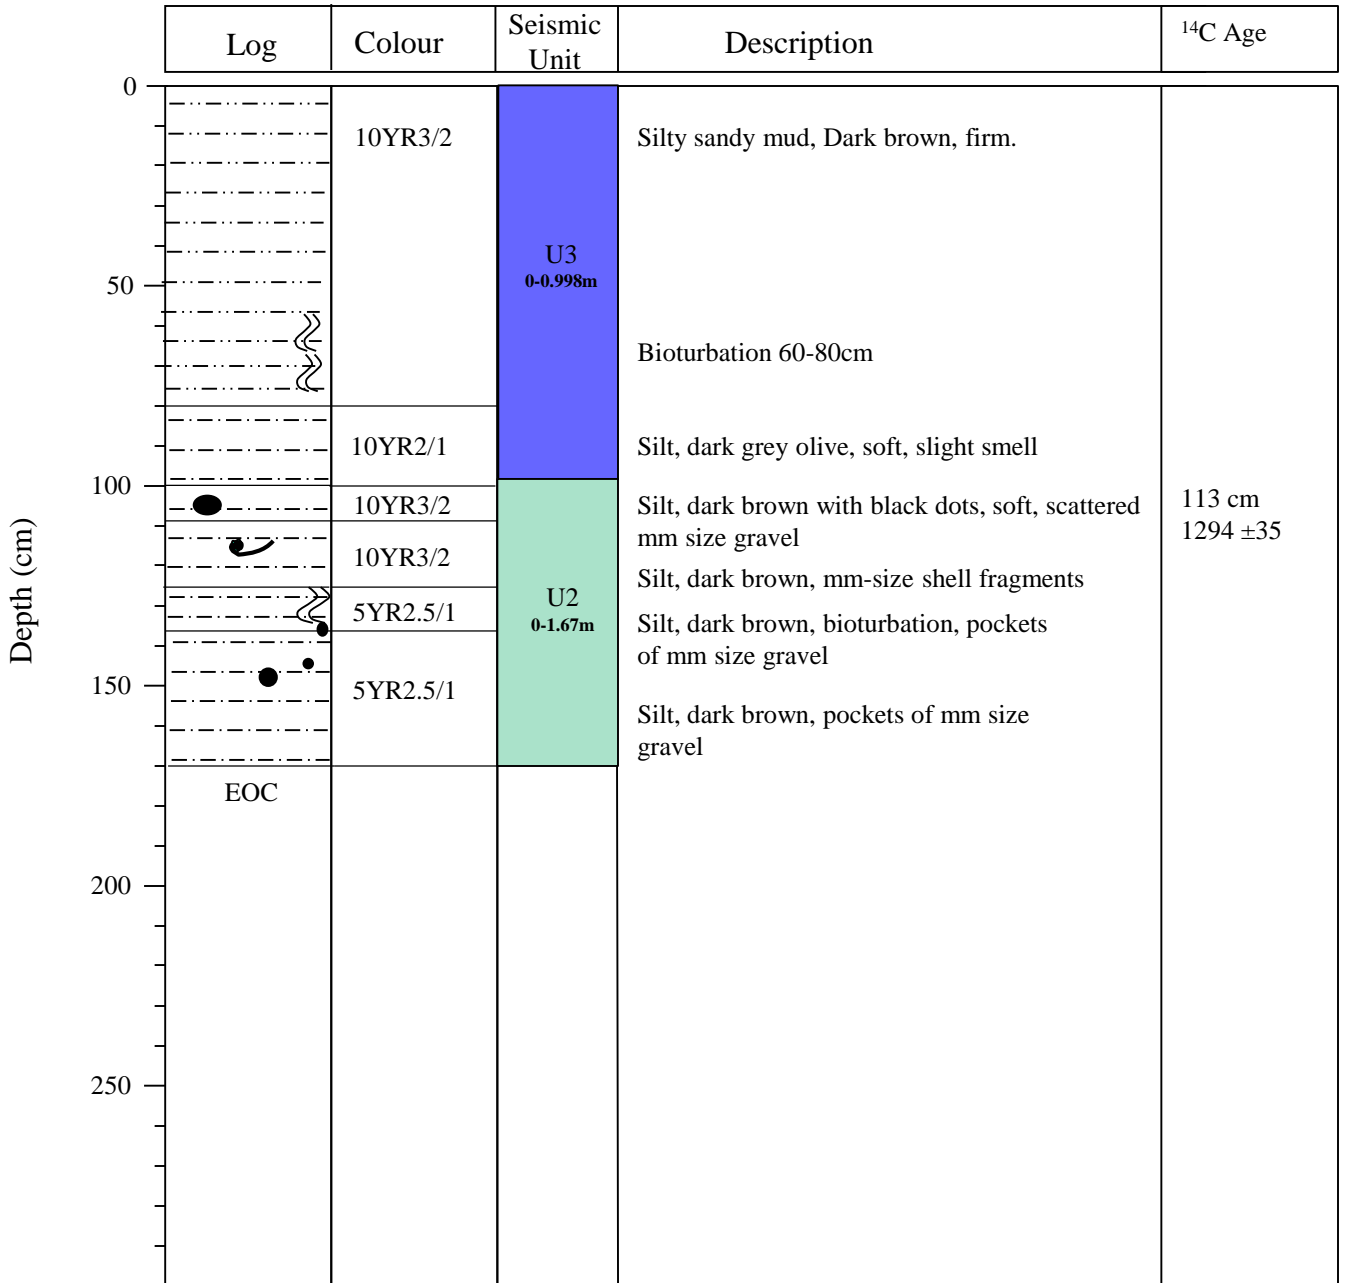 Log
Colour
Seismic
Unit
Description
¹⁴C Age
Depth (cm)
0
50
100
150
200
250
10YR3/2
10YR2/1
10YR3/2
10YR3/2
5YR2.5/1
5YR2.5/1
EOC
U3
0-0.998m
U2
0-1.67m
Silty sandy mud, Dark brown, firm.
Bioturbation 60-80cm
Silt, dark grey olive, soft, slight smell
Silt, dark brown with black dots, soft, scattered
mm size gravel
Silt, dark brown, mm-size shell fragments
Silt, dark brown, bioturbation, pockets
of mm size gravel
Silt, dark brown, pockets of mm size
gravel
113 cm
1294 ±35